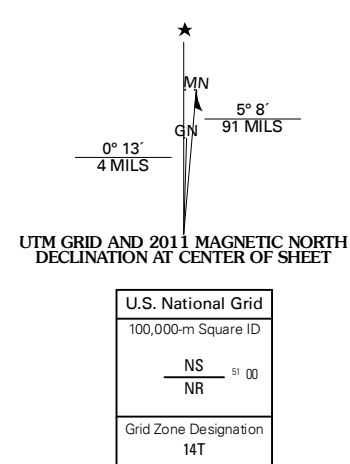 MN
GN
5° 8´
91 MILS
0° 13´
4 MILS
UTM GRID AND 2011 MAGNETIC NORTH
DECLINATION AT CENTER OF SHEET
U.S. National Grid
100,000-m Square ID
NS
51 00
NR
Grid Zone Designation
14T